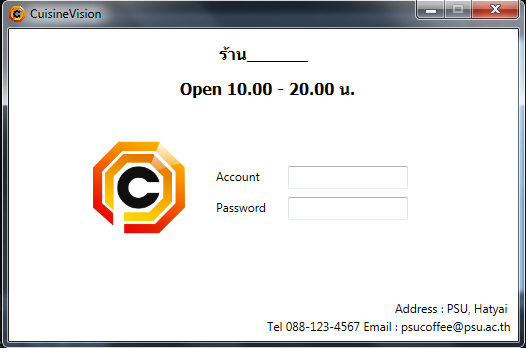 CuisineVision
ร้าน______
Open 10.00 - 20.00 น.
C
Account
Password
Address : PSU, Hatyai
Tel 088-123-4567 Email : psucoffee@psu.ac.th